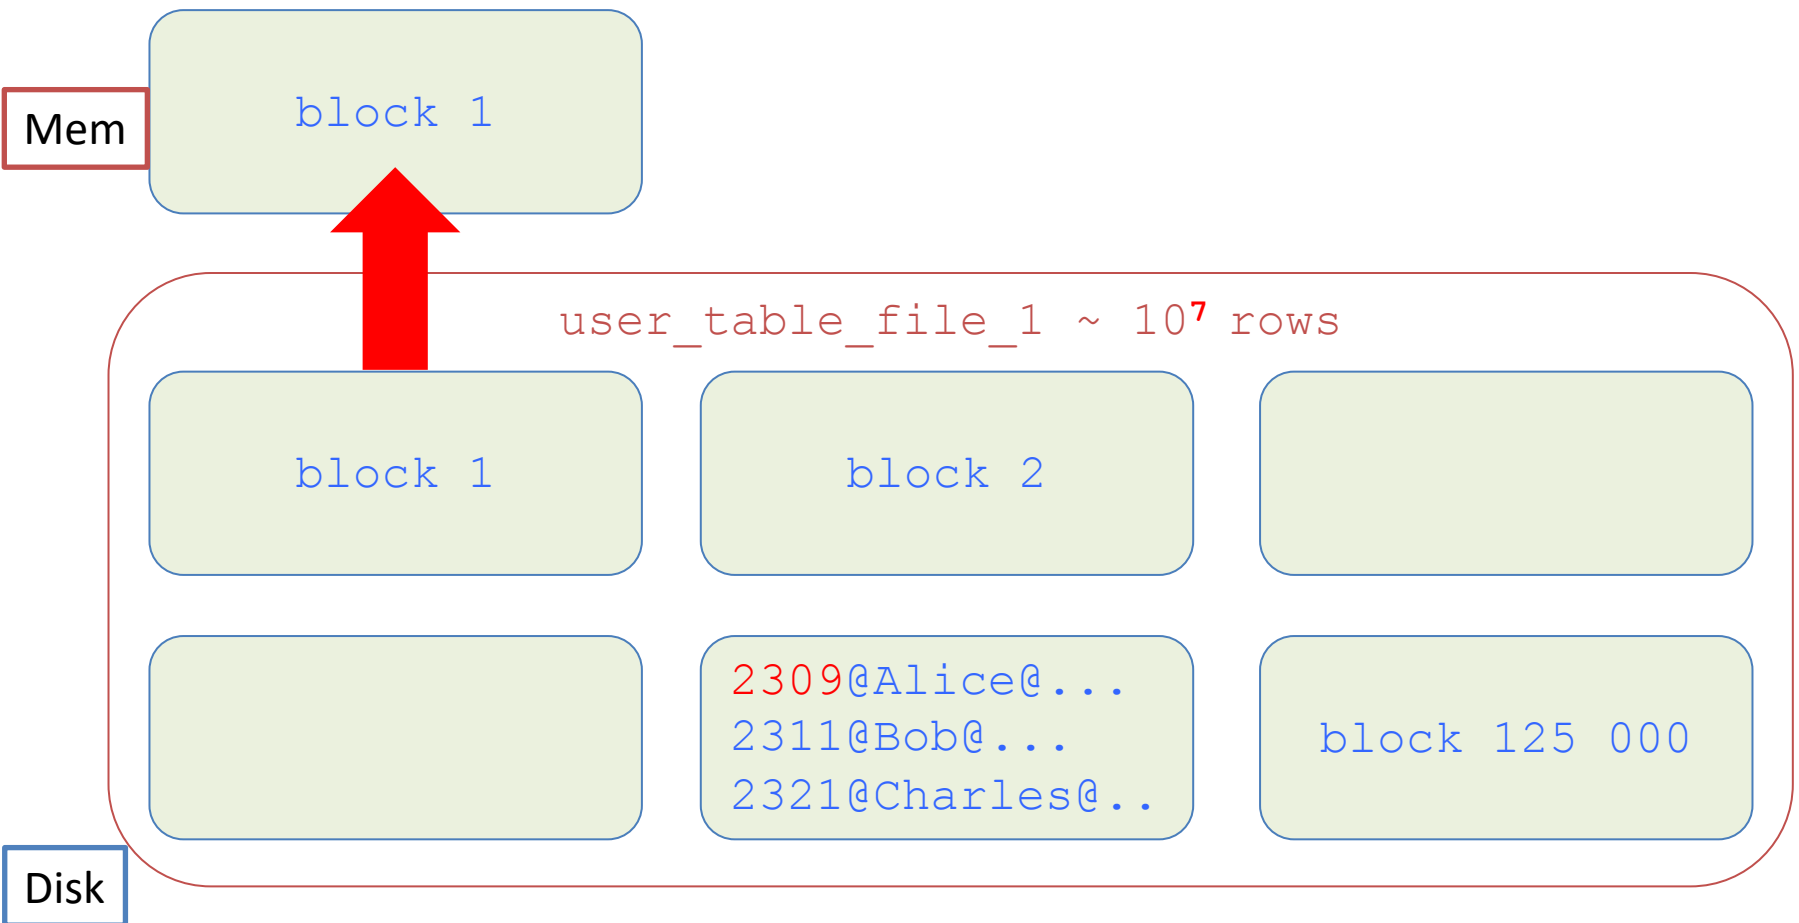 block 1
Mem
user_table_file_1 ~ 10⁷ rows
block 1
block 2
2309@Alice@...
2311@Bob@...
2321@Charles@..
block 125 000
Disk